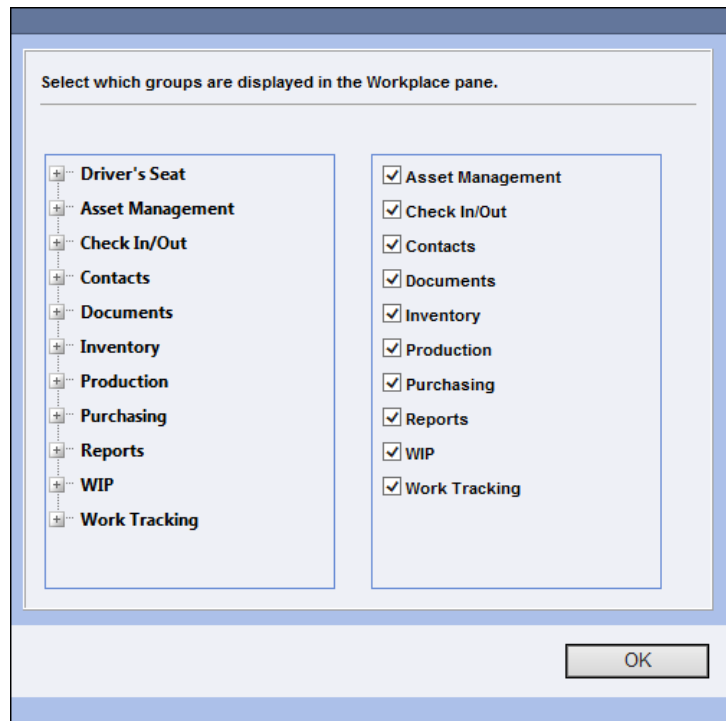 Select which groups are displayed in the Workplace pane.
Driver's Seat
Asset Management
Check In/Out
Contacts
Documents
Inventory
Production
Purchasing
Reports
WIP
Work Tracking
Asset Management
Check In/Out
Contacts
Documents
Inventory
Production
Purchasing
Reports
WIP
Work Tracking
OK